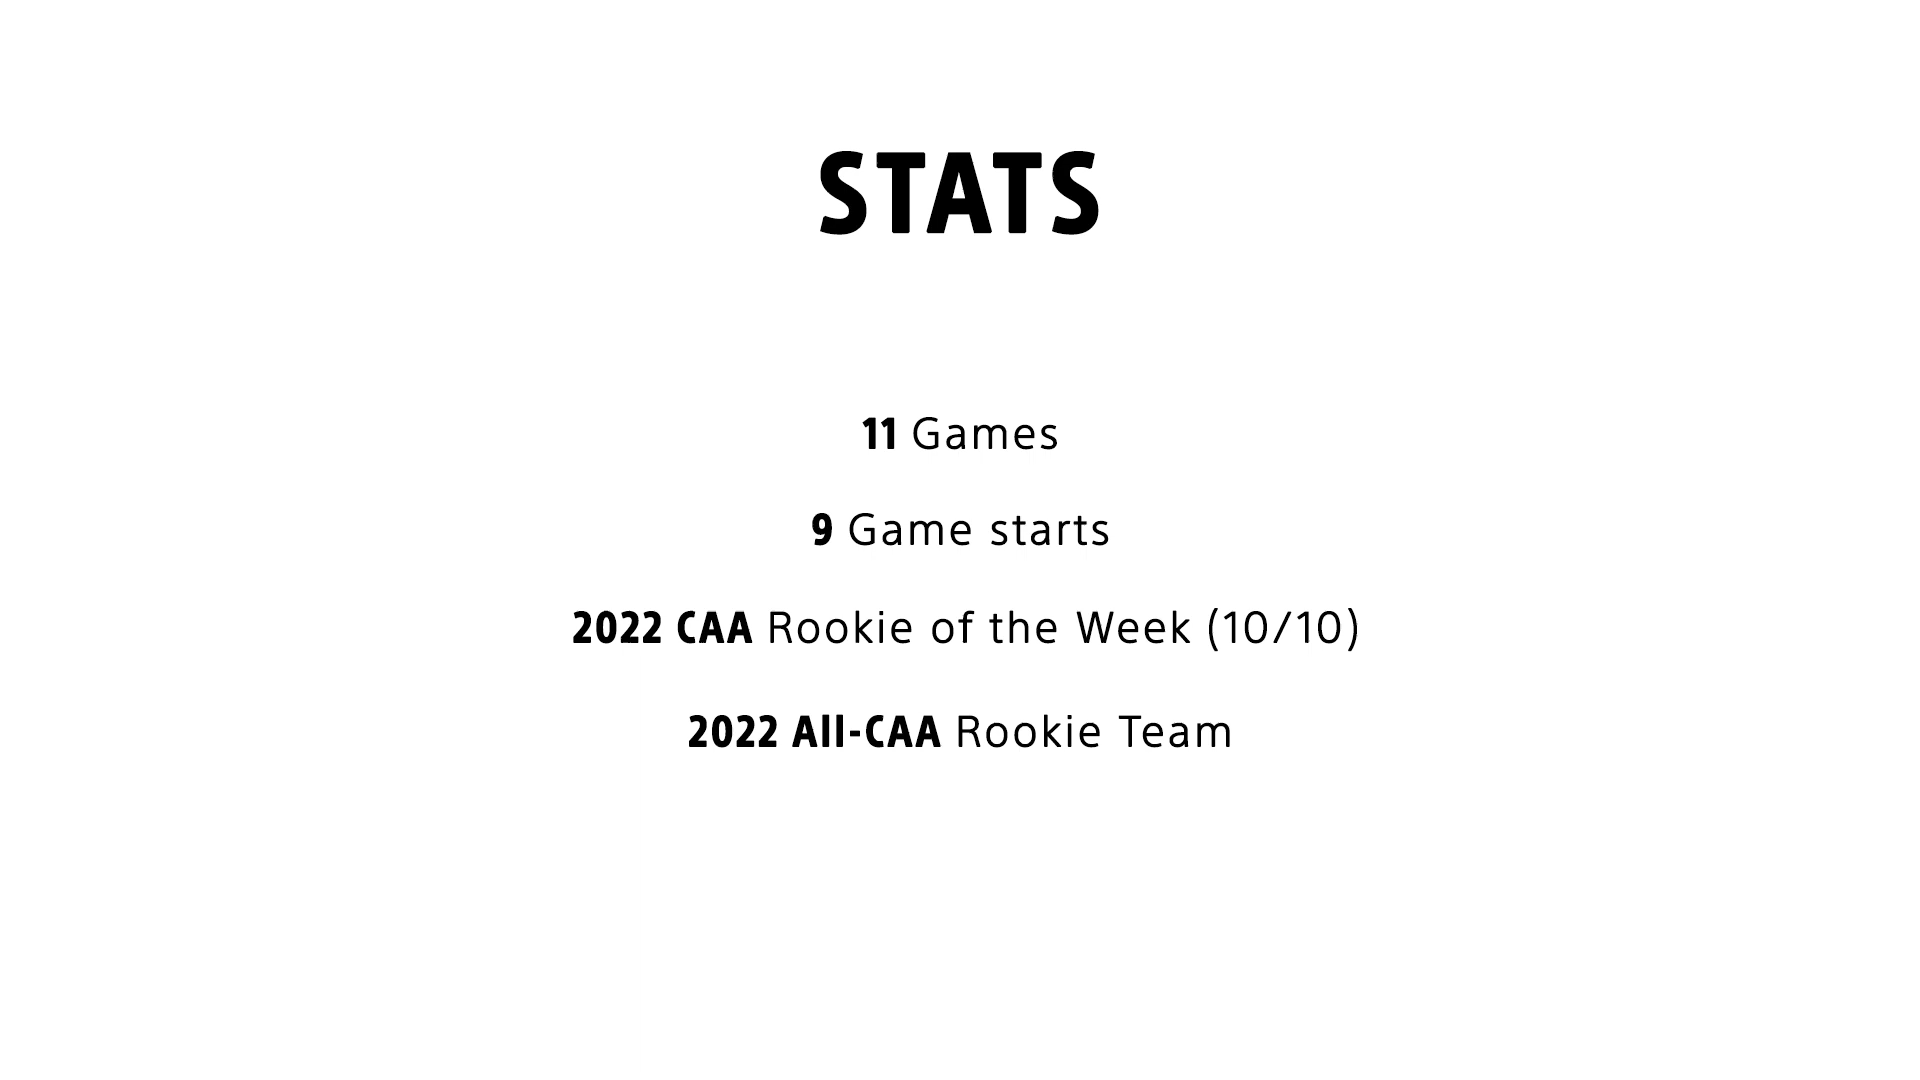 STATS
11 Games
9 Game starts
2022 CAA Rookie of the Week (10/10)
2022 All-CAA Rookie Team